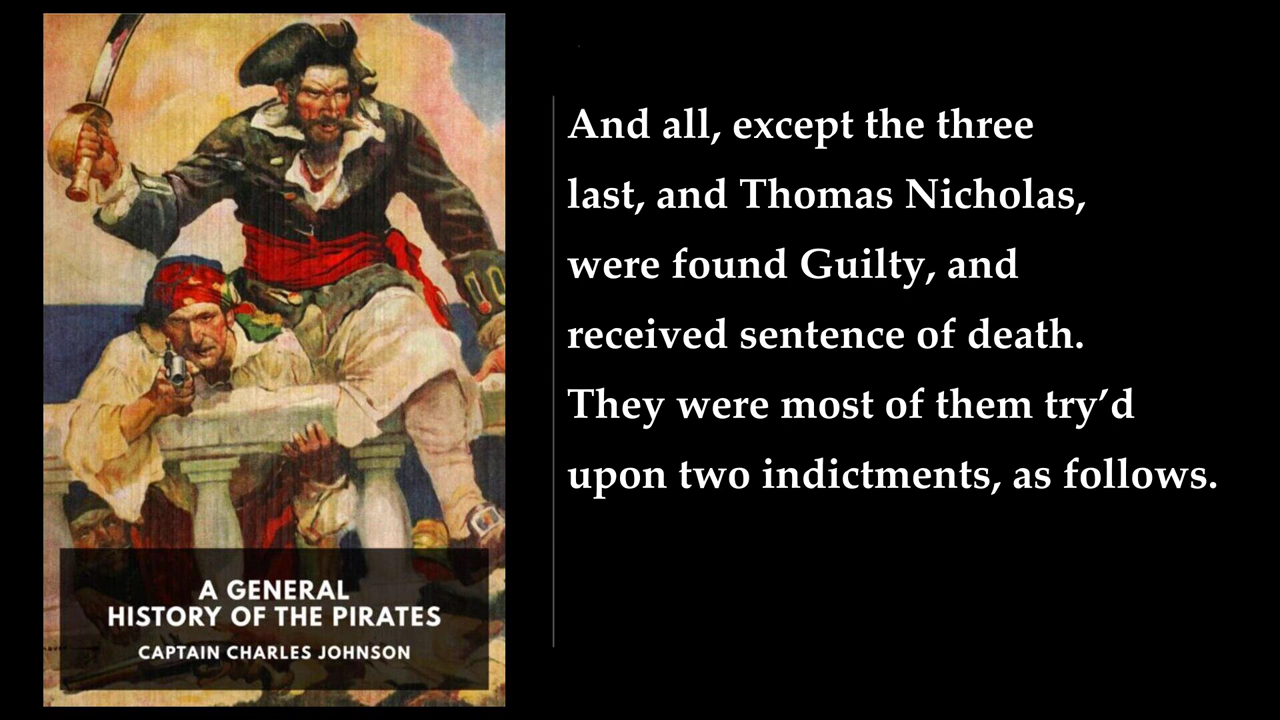 A GENERAL
HISTORY OF THE PIRATES
CAPTAIN CHARLES JOHNSON
And all, except the three
last, and Thomas Nicholas,
were found Guilty, and
received sentence of death.
They were most of them try’d
upon two indictments, as follows.